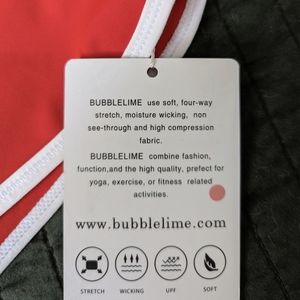 BUBBLELIME use soft, four-way
stretch, moisture wicking, non
see-through and high compression
fabric.
BUBBLELIME combine fashion,
function,and the high quality, prefect for
yoga, exercise, or fitness related
activities.
www.bubblelime.com
STRETCH WICKING UPF SOFT